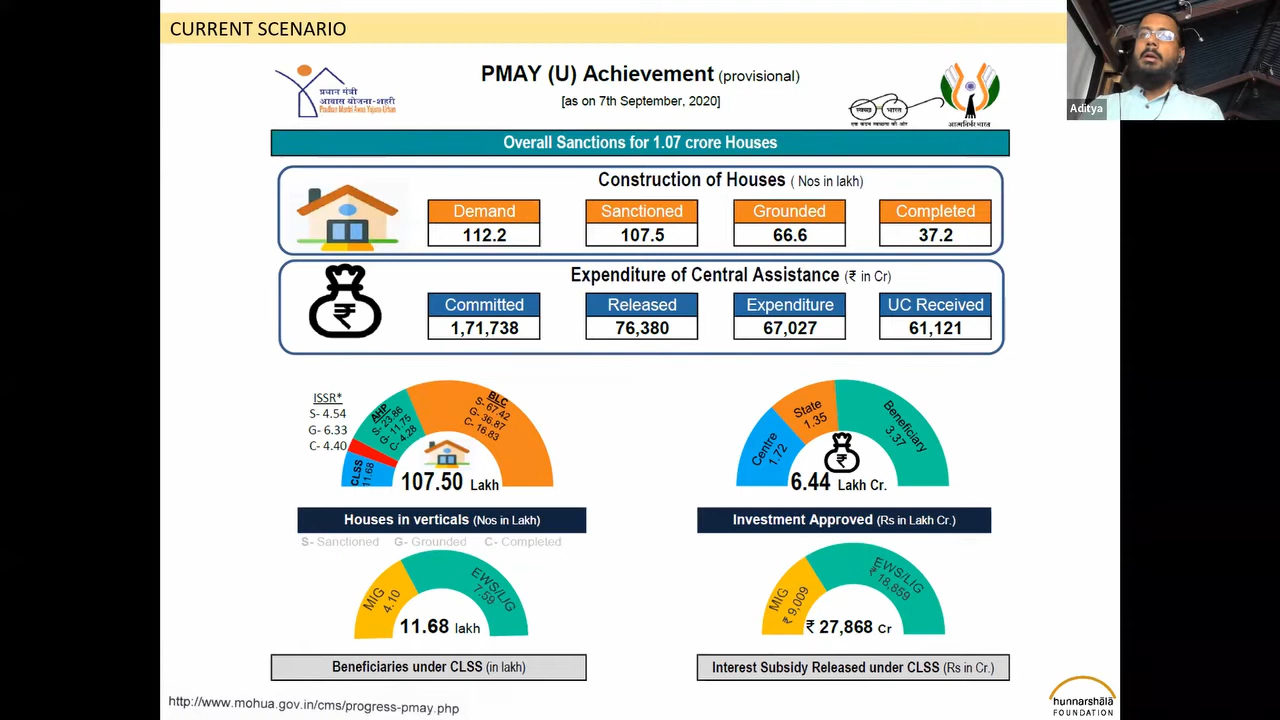 CURRENT SCENARIO
Aditya
प्रधान मंत्री
आवास योजना-शहरी
Pradhan Mantri Awas Yojana-Urban
PMAY (U) Achievement (provisional)
[as on 7th September, 2020]
स्वच्छ भारत
एक कदम स्वच्छता की ओर
आत्मनिर्भर भारत
Overall Sanctions for 1.07 crore Houses
Construction of Houses ( Nos in lakh)
Demand Sanctioned Grounded Completed
112.2 107.5 66.6 37.2
Expenditure of Central Assistance (₹ in Cr)
Committed Released Expenditure UC Received
1,71,738 76,380 67,027 61,121
₹
ISSR*
S- 4.54
G- 6.33
C- 4.40
CLSS
11.68
AHP
S- 23.86
G- 11.75
C- 4.28
BLC
S- 67.42
G- 36.87
C- 16.83
107.50 Lakh
Houses in verticals (Nos in Lakh)
S- Sanctioned G- Grounded C- Completed
Centre
1.72
State
1.35
Beneficiary
3.37
₹
6.44 Lakh Cr.
Investment Approved (Rs in Lakh Cr.)
MIG
4.10
EWS/LIG
7.59
11.68 lakh
Beneficiaries under CLSS (in lakh)
MIG
₹ 9,009
EWS/LIG
₹ 18,859
₹ 27,868 Cr
Interest Subsidy Released under CLSS (Rs in Cr.)
http://www.mohua.gov.in/cms/progress-pmay.php
hunnarshālā
FOUNDATION